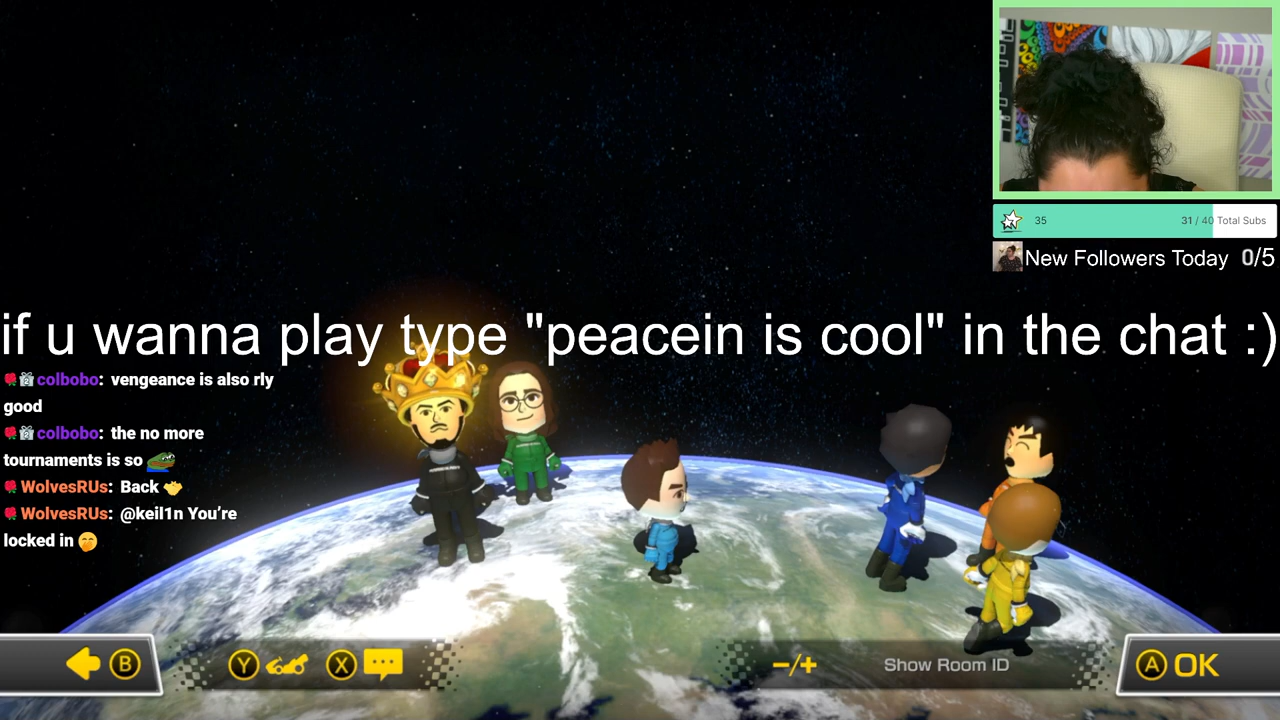 35 31 / 40 Total Subs
New Followers Today 0/5
if u wanna play type "peacein is cool" in the chat :)
colbobo: vengeance is also rly
good
colbobo: the no more
tournaments is so
WolvesRUs: Back
WolvesRUs: @keil1n You're
locked in
B Y X -/+ Show Room ID A OK